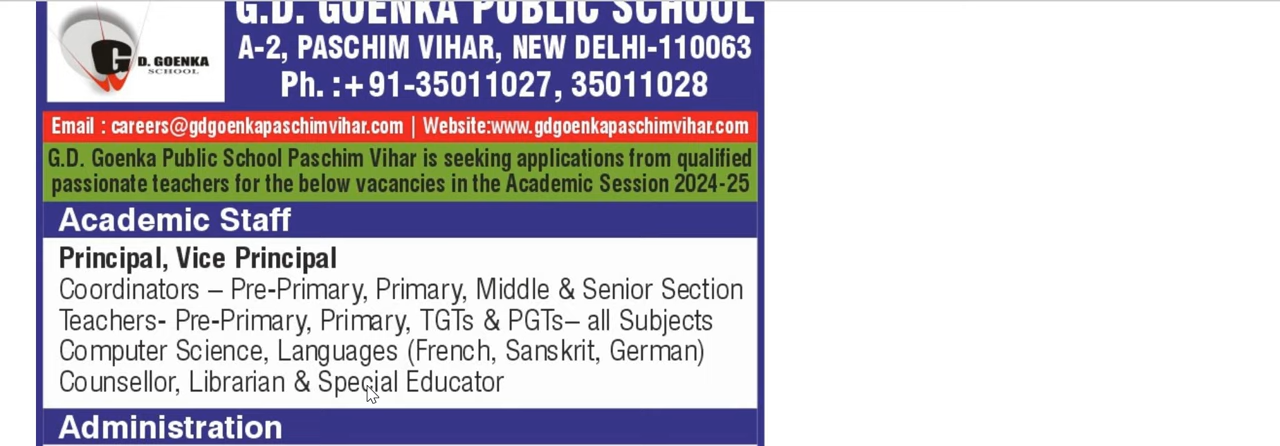 G.D. GOENKA PUBLIC SCHOOL
G D. GOENKA
SCHOOL
A-2, PASCHIM VIHAR, NEW DELHI-110063
Ph. :+91-35011027, 35011028
Email : careers@gdgoenkapaschimvihar.com | Website:www.gdgoenkapaschimvihar.com
G.D. Goenka Public School Paschim Vihar is seeking applications from qualified
passionate teachers for the below vacancies in the Academic Session 2024-25
Academic Staff
Principal, Vice Principal
Coordinators – Pre-Primary, Primary, Middle & Senior Section
Teachers- Pre-Primary, Primary, TGTs & PGTs– all Subjects
Computer Science, Languages (French, Sanskrit, German)
Counsellor, Librarian & Special Educator
Administration